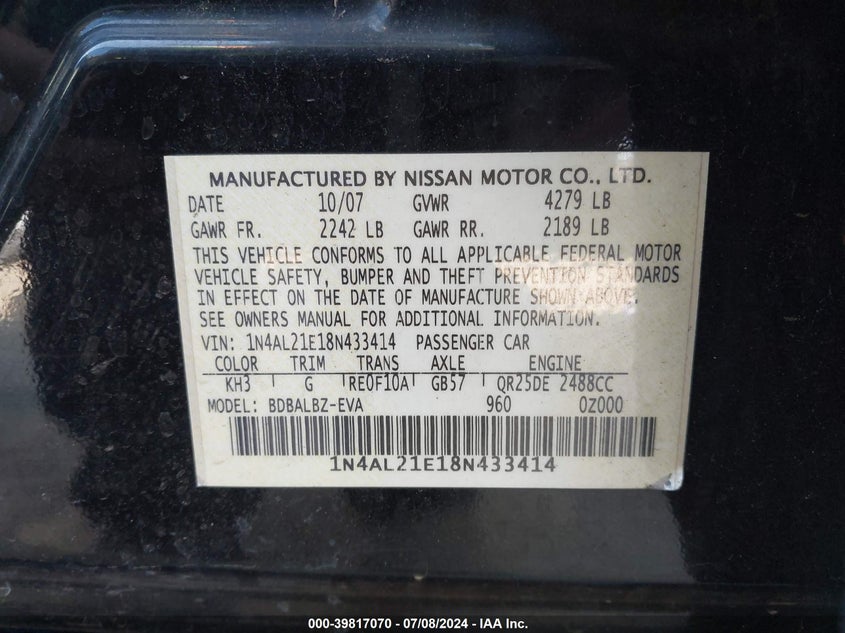 MANUFACTURED BY NISSAN MOTOR CO., LTD.
DATE 10/07 GVWR 4279 LB
GAWR FR. 2242 LB GAWR RR. 2189 LB
THIS VEHICLE CONFORMS TO ALL APPLICABLE FEDERAL MOTOR
VEHICLE SAFETY, BUMPER AND THEFT PREVENTION STANDARDS
IN EFFECT ON THE DATE OF MANUFACTURE SHOWN ABOVE.
SEE OWNERS MANUAL FOR ADDITIONAL INFORMATION.
VIN: 1N4AL21E18N433414 PASSENGER CAR
COLOR TRIM TRANS AXLE ENGINE
KH3 G RE0F10A GB57 QR25DE 2488CC
MODEL: BDBALBZ-EVA 960 0Z000
1N4AL21E18N433414
000-39817070 / 07/08/2024 - IAA Inc.